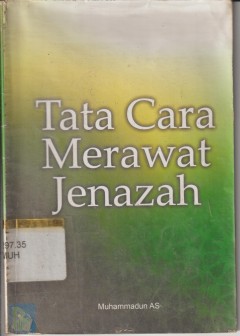 Tata Cara
Merawat
Jenazah
97.35
MUH
Muhammadun AS